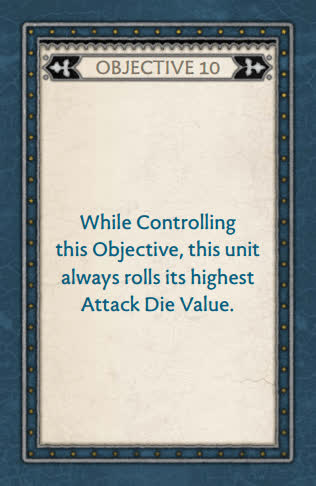 OBJECTIVE 10
While Controlling
this Objective, this unit
always rolls its highest
Attack Die Value.